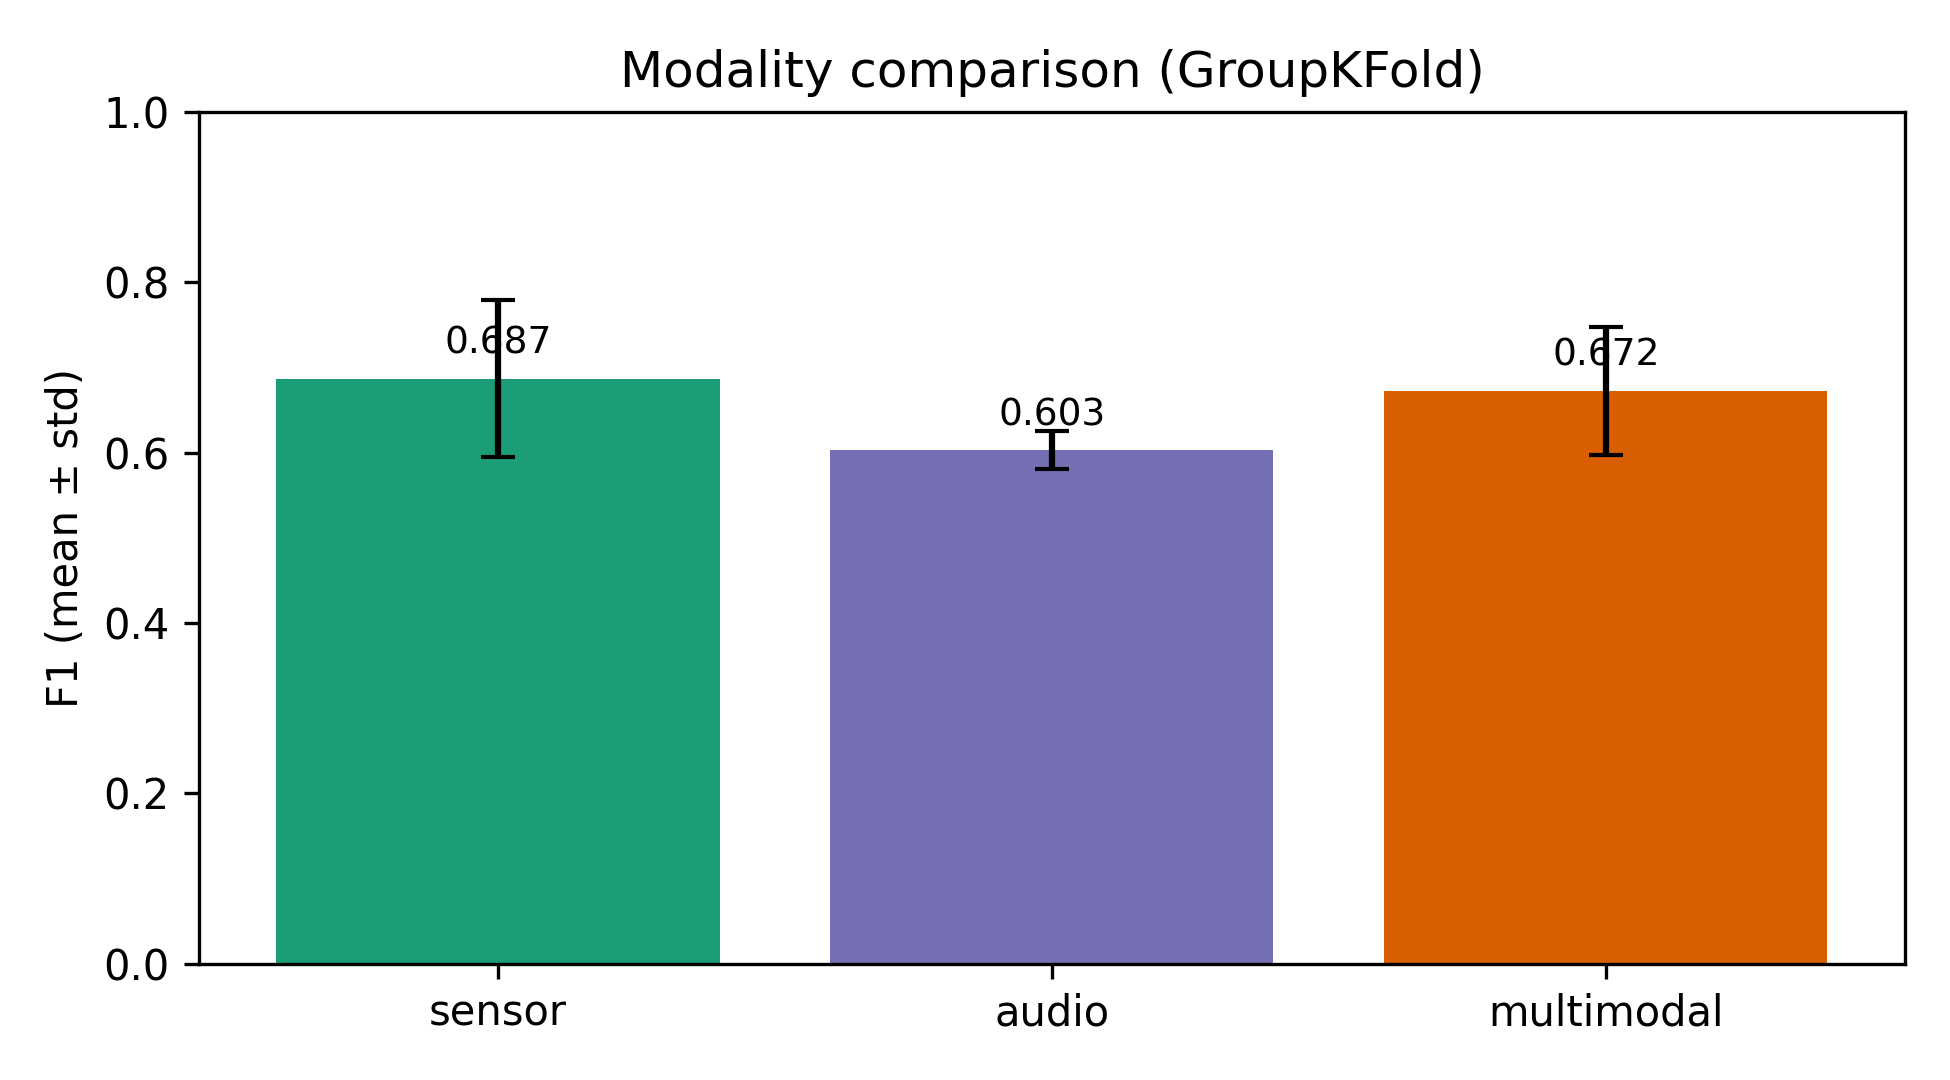 Modality comparison (GroupKFold)
F1 (mean ± std)
1.0
0.8
0.6
0.4
0.2
0.0
0.687
0.603
0.672
sensor
audio
multimodal